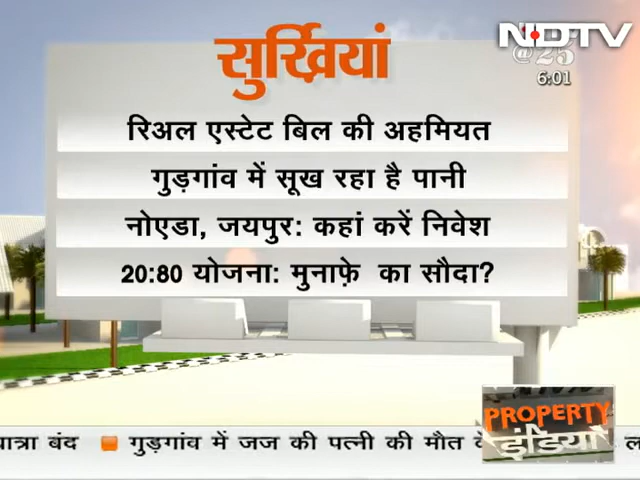 NDTV
@25
6:01
सुर्ख़ियां
रिअल एस्टेट बिल की अहमियत
गुड़गांव में सूख रहा है पानी
नोएडा, जयपुर: कहां करें निवेश
20:80 योजना: मुनाफ़े का सौदा?
PROPERTY
इंडिया
यात्रा बंद गुड़गांव में जज की पत्नी की मौत